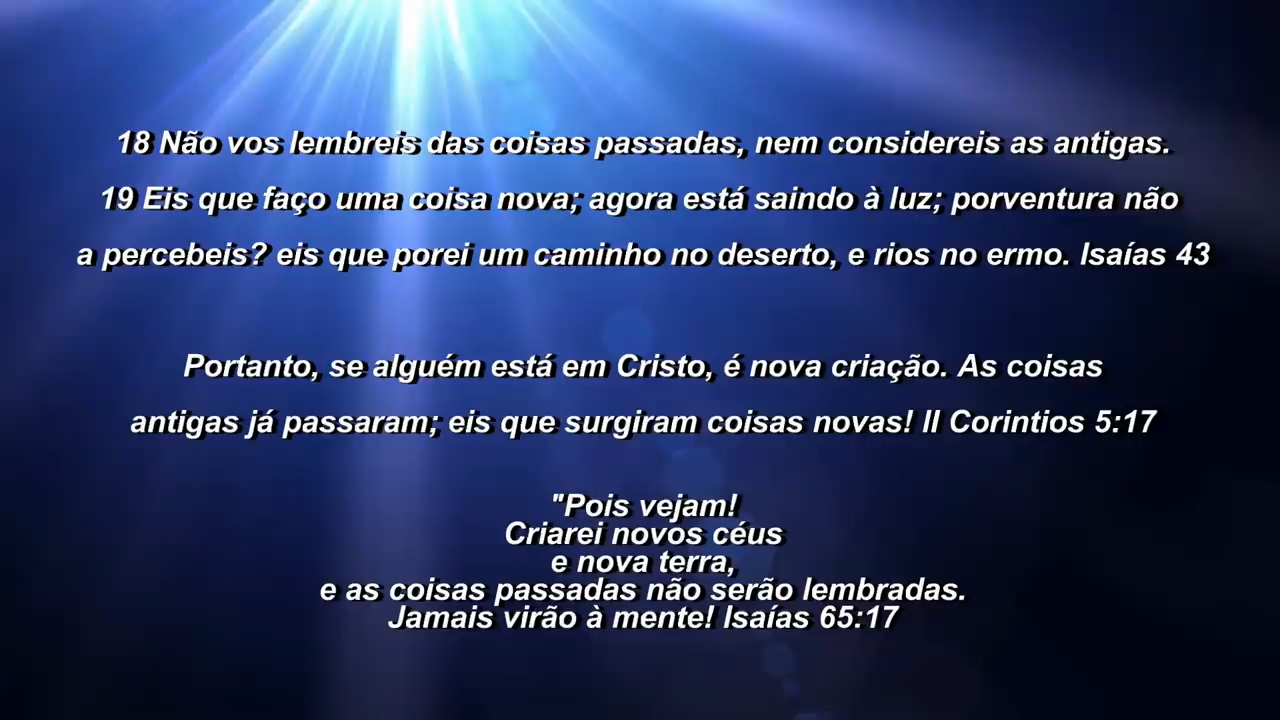 18 Não vos lembreis das coisas passadas, nem considereis as antigas.
19 Eis que faço uma coisa nova; agora está saindo à luz; porventura não
a percebeis? eis que porei um caminho no deserto, e rios no ermo. Isaías 43
Portanto, se alguém está em Cristo, é nova criação. As coisas
antigas já passaram; eis que surgiram coisas novas! II Corintios 5:17
"Pois vejam!
Criarei novos céus
e nova terra,
e as coisas passadas não serão lembradas.
Jamais virão à mente! Isaías 65:17